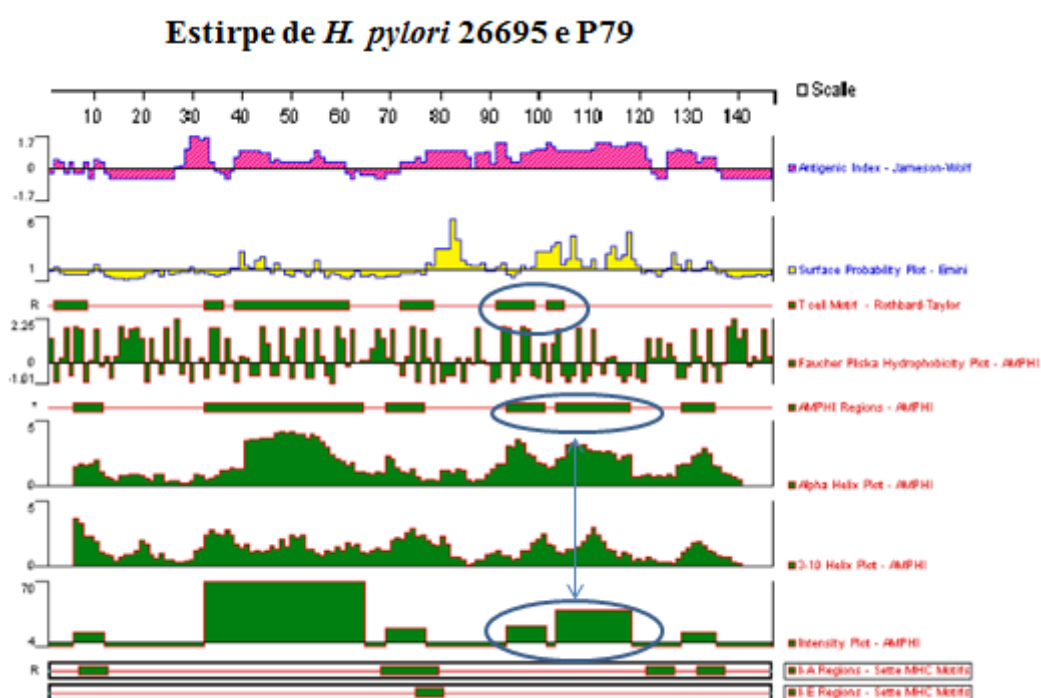 Estirpe de H. pylori 26695 e P79
Scale
10 20 30 40 50 60 70 80 90 100 110 120 130 140
1.7
0
-1.7
Antigenic Index - Jameson-Wolf
6
1
Surface Probability Plot - Emini
R
T cell Motif - Rothbard-Taylor
2.25
0
-1.01
Faucher Pliska Hydrophobicity Plot - AMPHI
*
AMPHI Regions - AMPHI
5
0
Alpha Helix Plot - AMPHI
5
0
3-10 Helix Plot - AMPHI
70
4
Intensity Plot - AMPHI
R
I-A Regions - Sette MHC Motifs
I-E Regions - Sette MHC Motifs